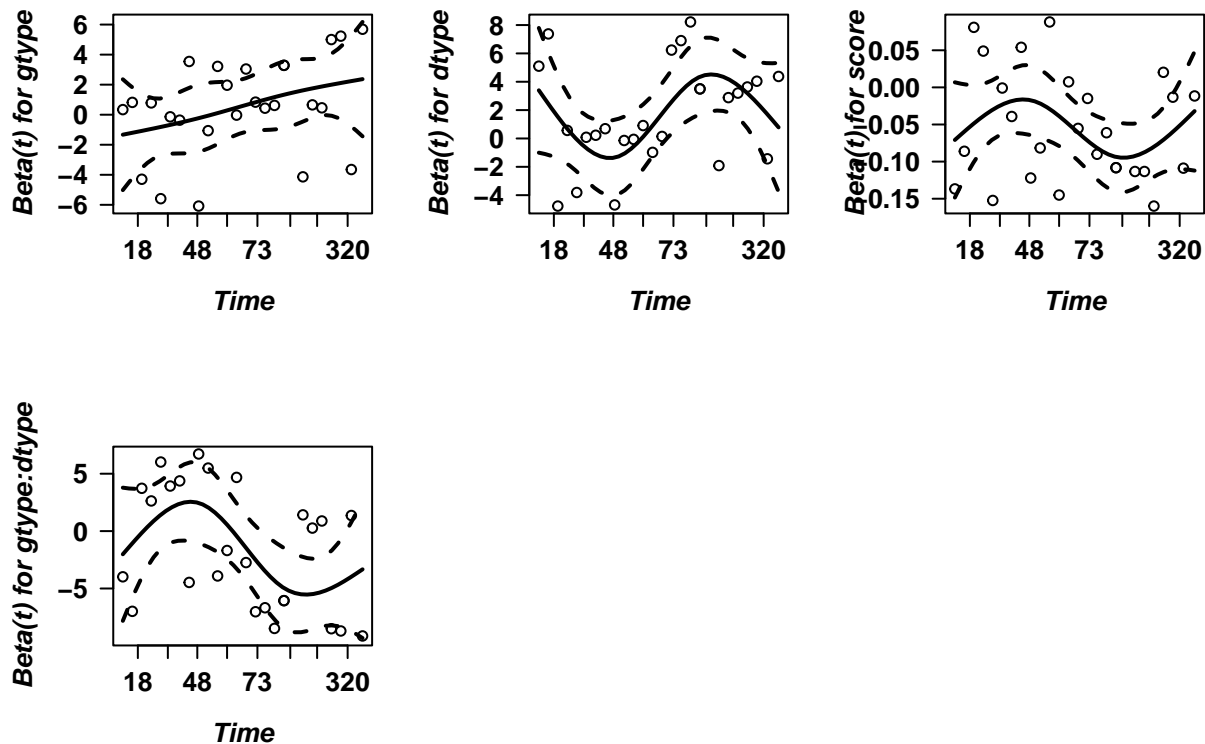 Beta(t) for gtype
6
4
2
0
−2
−4
−6
18 48 73 320
Time
Beta(t) for dtype
8
6
4
2
0
−2
−4
18 48 73 320
Time
Beta(t) for score
0.05
0.00
−0.05
−0.10
−0.15
18 48 73 320
Time
Beta(t) for gtype:dtype
5
0
−5
18 48 73 320
Time